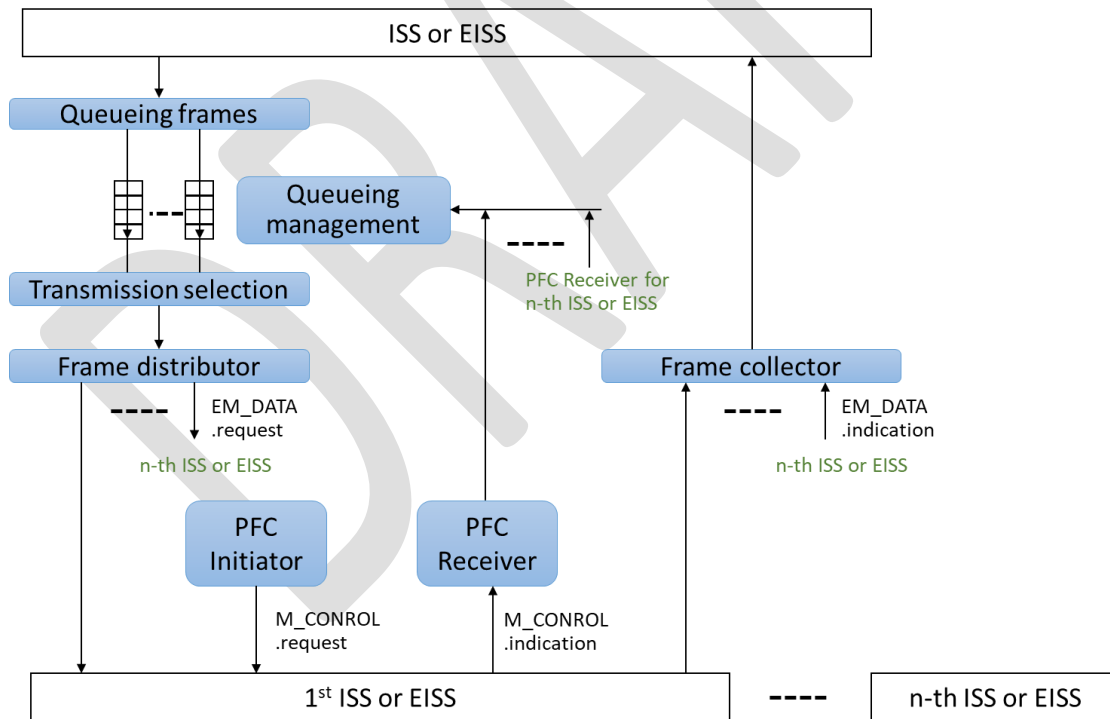 ISS or EISS
Queueing frames
Queueing
management
PFC Receiver for
n-th ISS or EISS
Transmission selection
Frame distributor
Frame collector
EM_DATA
.request
EM_DATA
.indication
n-th ISS or EISS
n-th ISS or EISS
PFC
Initiator
PFC
Receiver
M_CONROL
.request
M_CONROL
.indication
1st ISS or EISS
n-th ISS or EISS
DRA